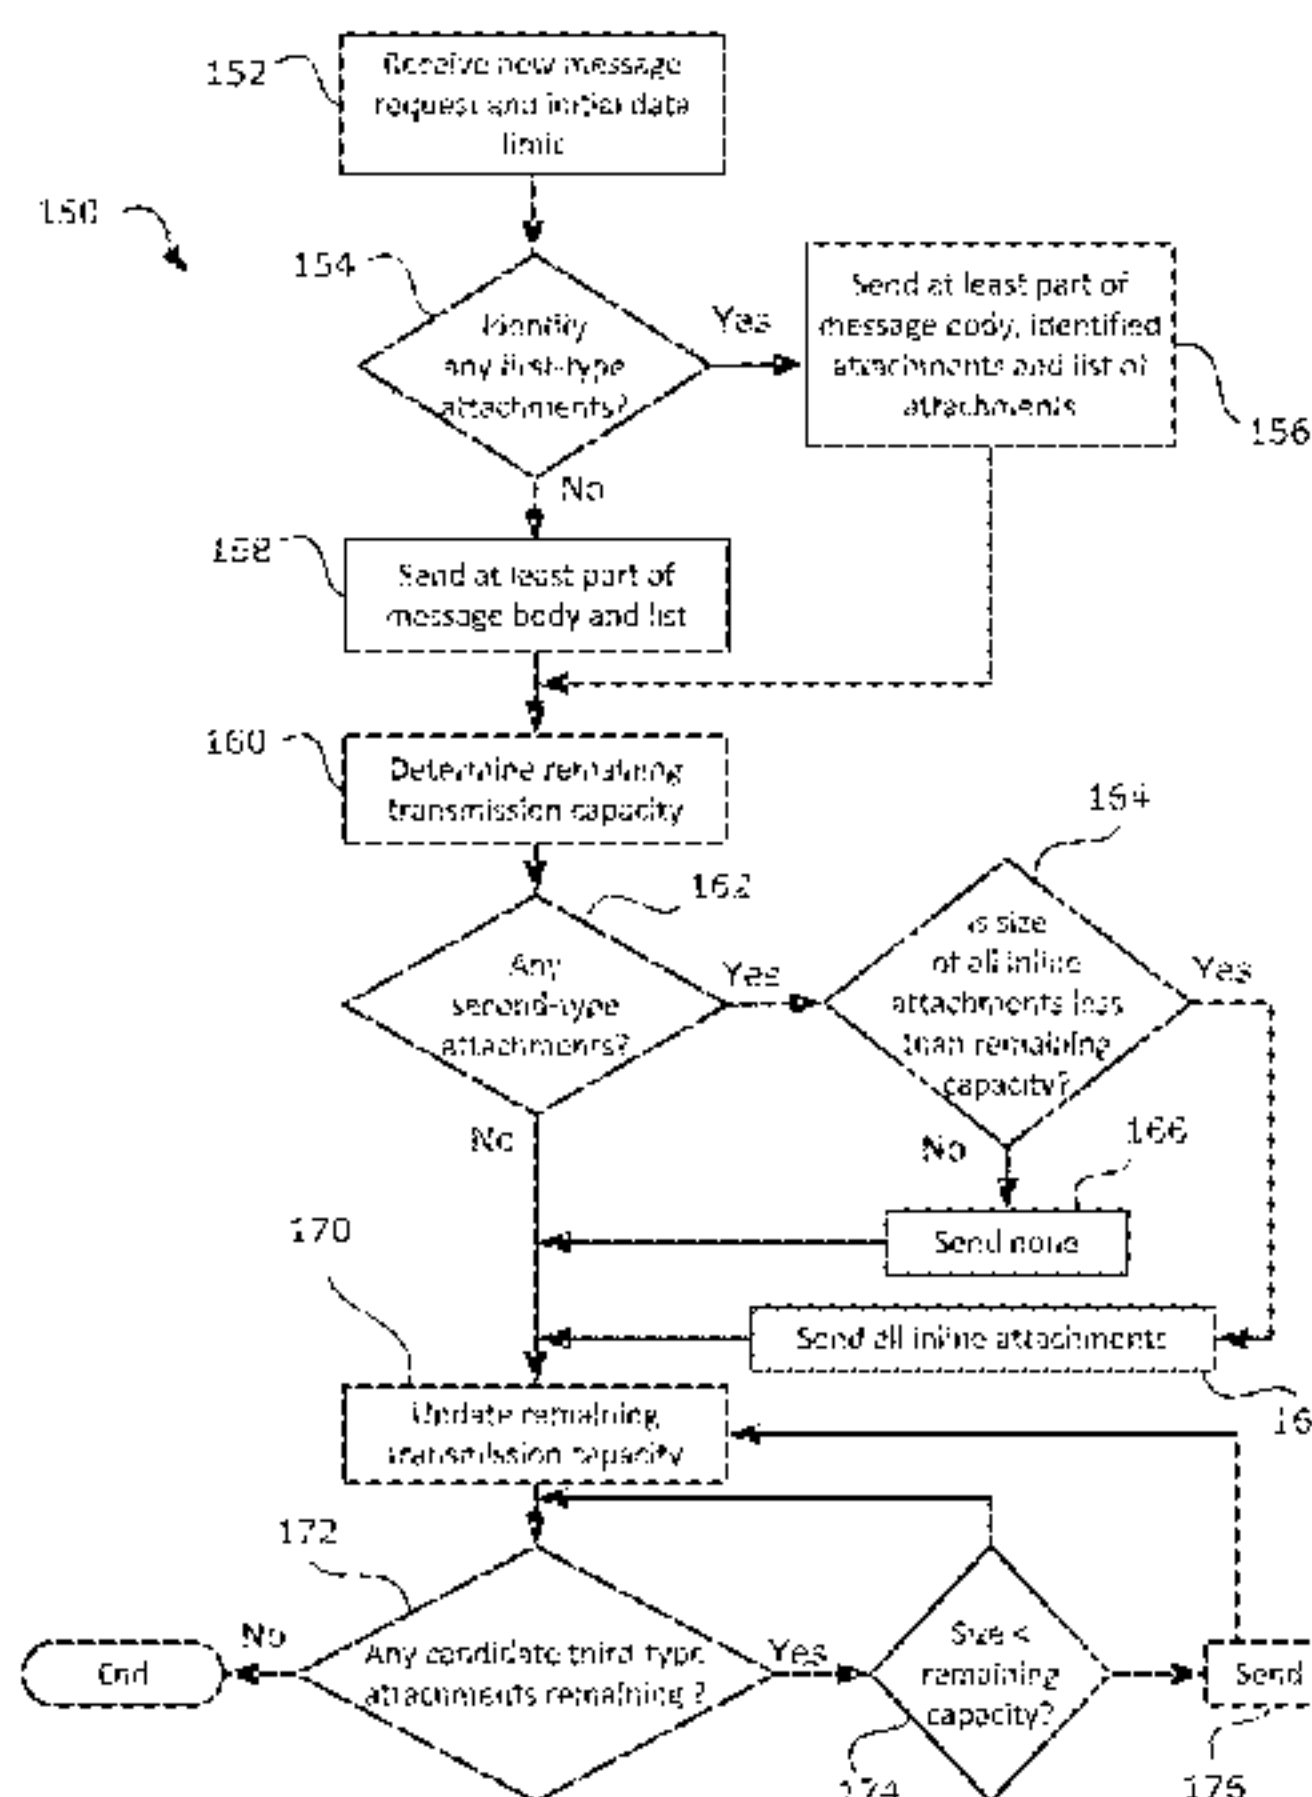 152
Receive new message
request and initial data
limit
150
154
Identify
any first-type
attachments?
Yes
Send at least part of
message body, identified
attachments and list of
attachments
156
No
158
Send at least part of
message body and list
160
Determine remaining
transmission capacity
162
164
Any
second-type
attachments?
Yes
Is size
of all inline
attachments less
than remaining
capacity?
Yes
No
No
166
Send none
170
Send all inline attachments
16
Update remaining
transmission capacity
172
No
End
Any candidate third type
attachments remaining ?
Yes
Size <
remaining
capacity?
Send
174
176